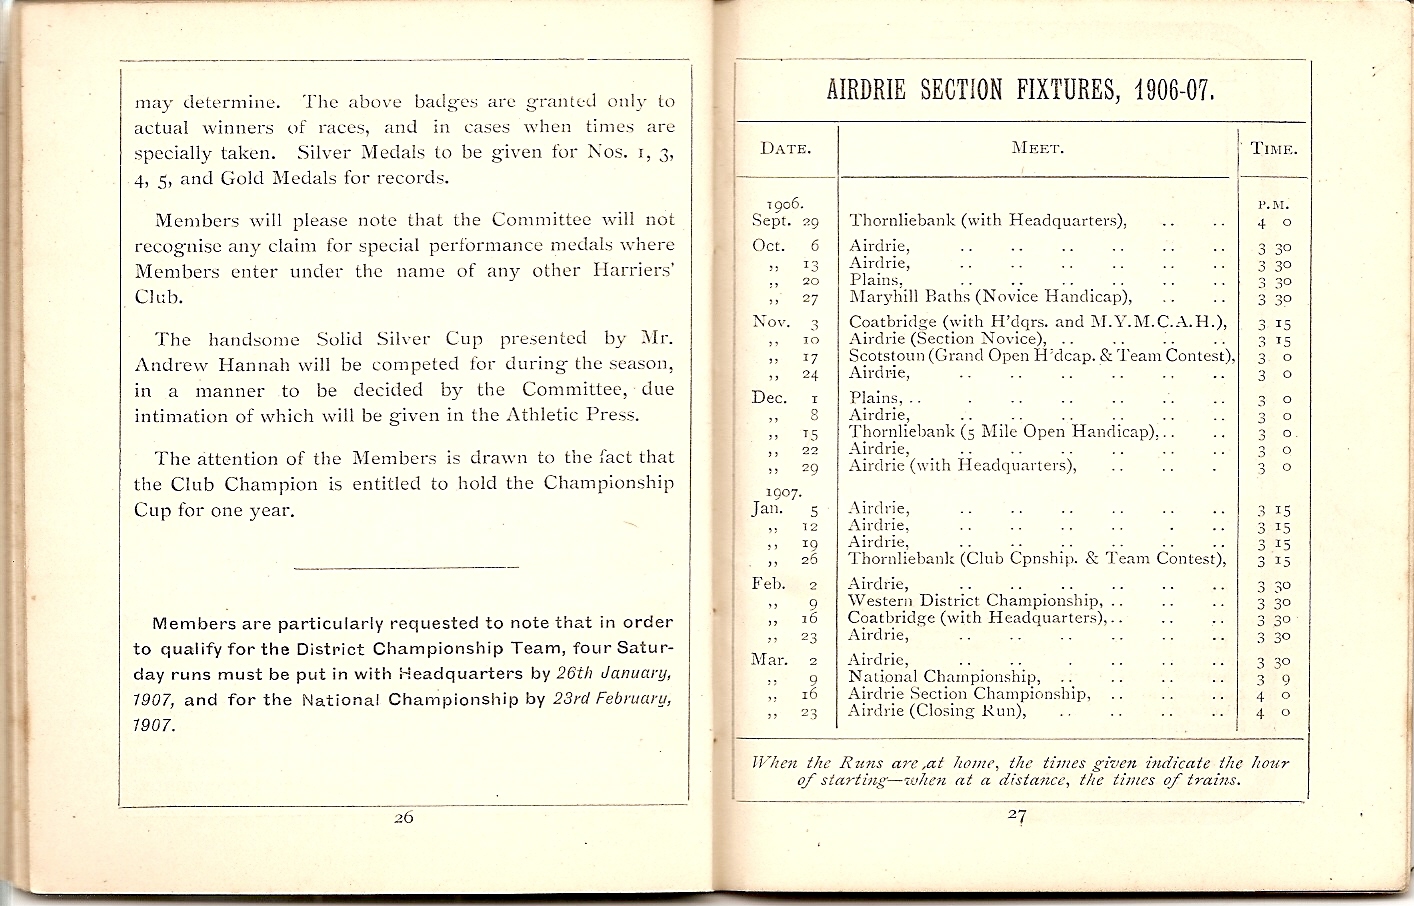 may determine. The above badges are granted only to
actual winners of races, and in cases when times are
specially taken. Silver Medals to be given for Nos. 1, 3,
4, 5, and Gold Medals for records.
Members will please note that the Committee will not
recognise any claim for special performance medals where
Members enter under the name of any other Harriers'
Club.
The handsome Solid Silver Cup presented by Mr.
Andrew Hannah will be competed for during the season,
in a manner to be decided by the Committee, due
intimation of which will be given in the Athletic Press.
The attention of the Members is drawn to the fact that
the Club Champion is entitled to hold the Championship
Cup for one year.
Members are particularly requested to note that in order
to qualify for the District Championship Team, four Satur-
day runs must be put in with Headquarters by 26th January,
1907, and for the National Championship by 23rd February,
1907.
26
AIRDRIE SECTION FIXTURES, 1906-07.
DATE. MEET. TIME.
1906. P.M.
Sept. 29 Thornliebank (with Headquarters), .. .. 4 0
Oct. 6 Airdrie, .. .. .. .. .. .. 3 30
,, 13 Airdrie, .. .. .. .. .. .. 3 30
,, 20 Plains, .. .. .. .. .. .. 3 30
,, 27 Maryhill Baths (Novice Handicap), .. .. 3 30
Nov. 3 Coatbridge (with H'dqrs. and M.Y.M.C.A.H.), 3 15
,, 10 Airdrie (Section Novice), .. .. .. .. 3 15
,, 17 Scotstoun (Grand Open H'dcap. & Team Contest), 3 0
,, 24 Airdrie, .. .. .. .. .. .. 3 0
Dec. 1 Plains, .. . .. .. .. .. .. 3 0
,, 8 Airdrie, .. .. .. .. .. .. 3 0
,, 15 Thornliebank (5 Mile Open Handicap), .. .. 3 0
,, 22 Airdrie, .. .. .. .. .. .. 3 0
,, 29 Airdrie (with Headquarters), .. .. . 3 0
1907.
Jan. 5 Airdrie, .. .. .. .. .. .. 3 15
,, 12 Airdrie, .. .. .. .. . .. 3 15
,, 19 Airdrie, .. .. .. .. .. .. 3 15
,, 26 Thornliebank (Club Cpnship. & Team Contest), 3 15
Feb. 2 Airdrie, .. .. .. .. .. .. 3 30
,, 9 Western District Championship, .. .. .. 3 30
,, 16 Coatbridge (with Headquarters), .. .. .. 3 30
,, 23 Airdrie, .. .. .. .. .. .. 3 30
Mar. 2 Airdrie, .. .. . .. .. .. 3 30
,, 9 National Championship, .. .. .. .. 3 9
,, 16 Airdrie Section Championship, .. .. .. 4 0
,, 23 Airdrie (Closing Run), .. .. .. .. 4 0
When the Runs are at home, the times given indicate the hour
of starting—when at a distance, the times of trains.
27